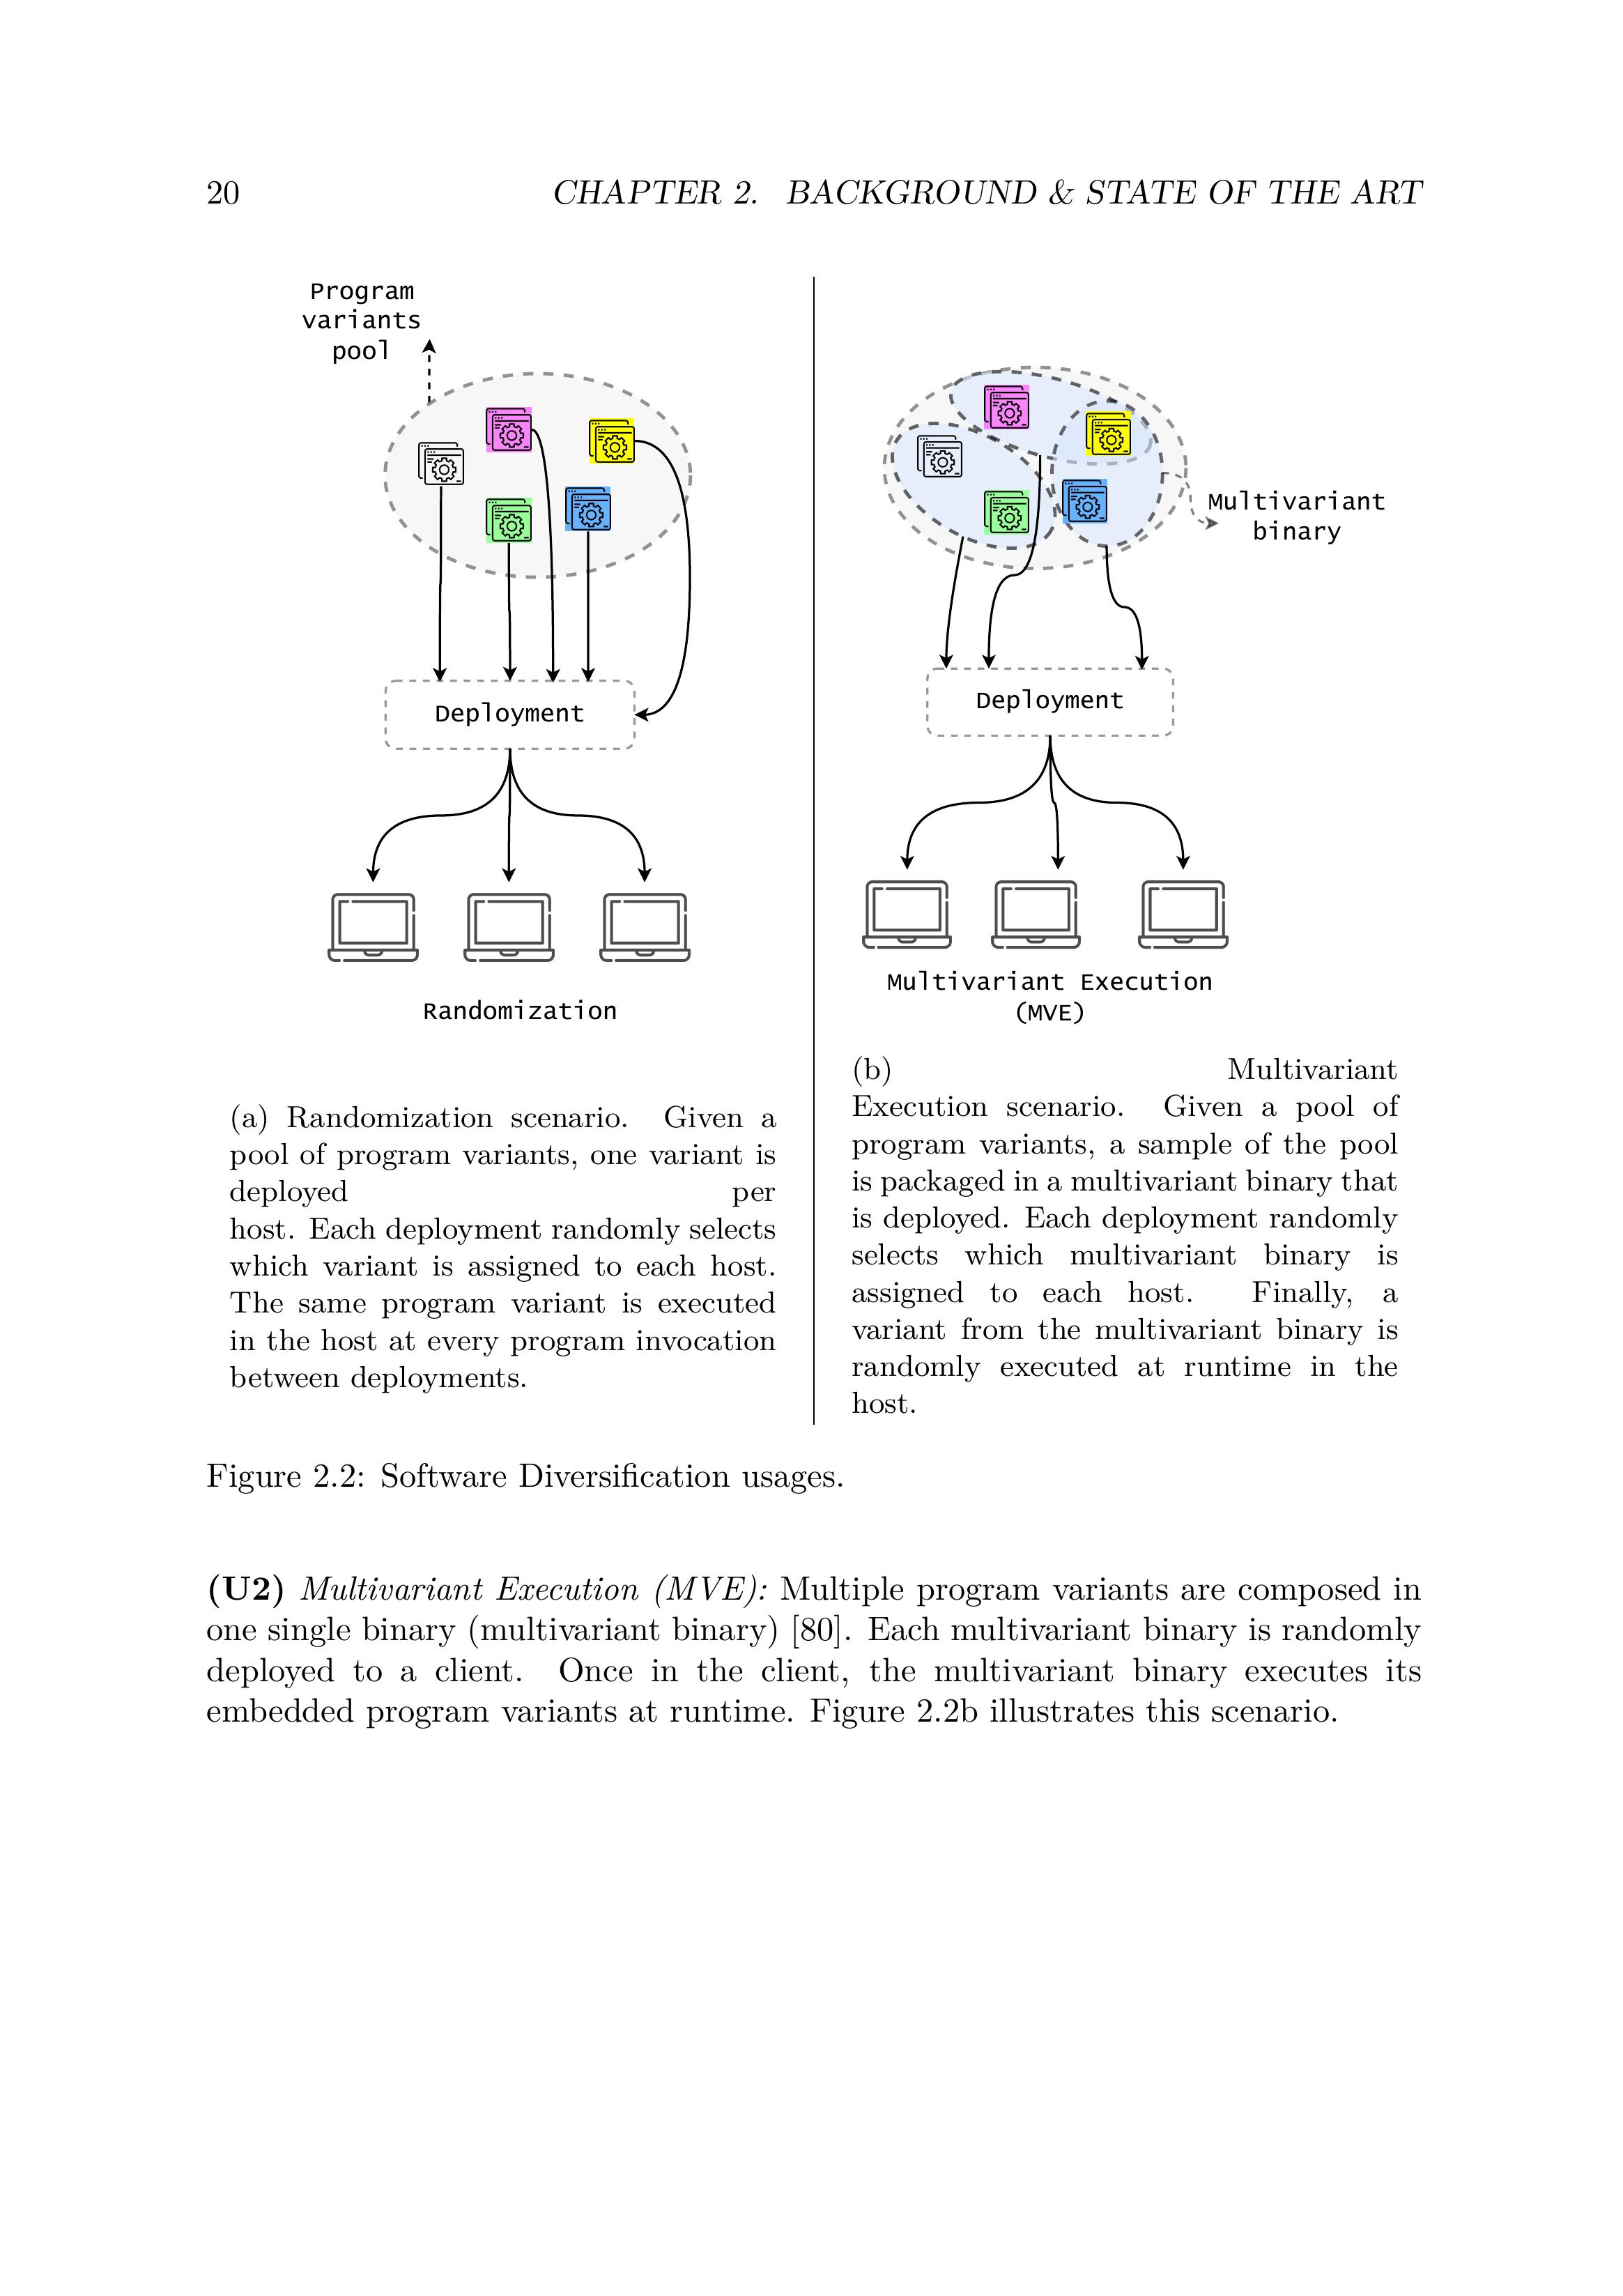 20
CHAPTER 2. BACKGROUND & STATE OF THE ART
Program
variants
pool
Deployment
Randomization
(a) Randomization scenario. Given a
pool of program variants, one variant is
deployed per
host. Each deployment randomly selects
which variant is assigned to each host.
The same program variant is executed
in the host at every program invocation
between deployments.
Multivariant
binary
Deployment
Multivariant Execution
(MVE)
(b) Multivariant
Execution scenario. Given a pool of
program variants, a sample of the pool
is packaged in a multivariant binary that
is deployed. Each deployment randomly
selects which multivariant binary is
assigned to each host. Finally, a
variant from the multivariant binary is
randomly executed at runtime in the
host.
Figure 2.2: Software Diversification usages.
(U2) Multivariant Execution (MVE): Multiple program variants are composed in
one single binary (multivariant binary) [80]. Each multivariant binary is randomly
deployed to a client. Once in the client, the multivariant binary executes its
embedded program variants at runtime. Figure 2.2b illustrates this scenario.